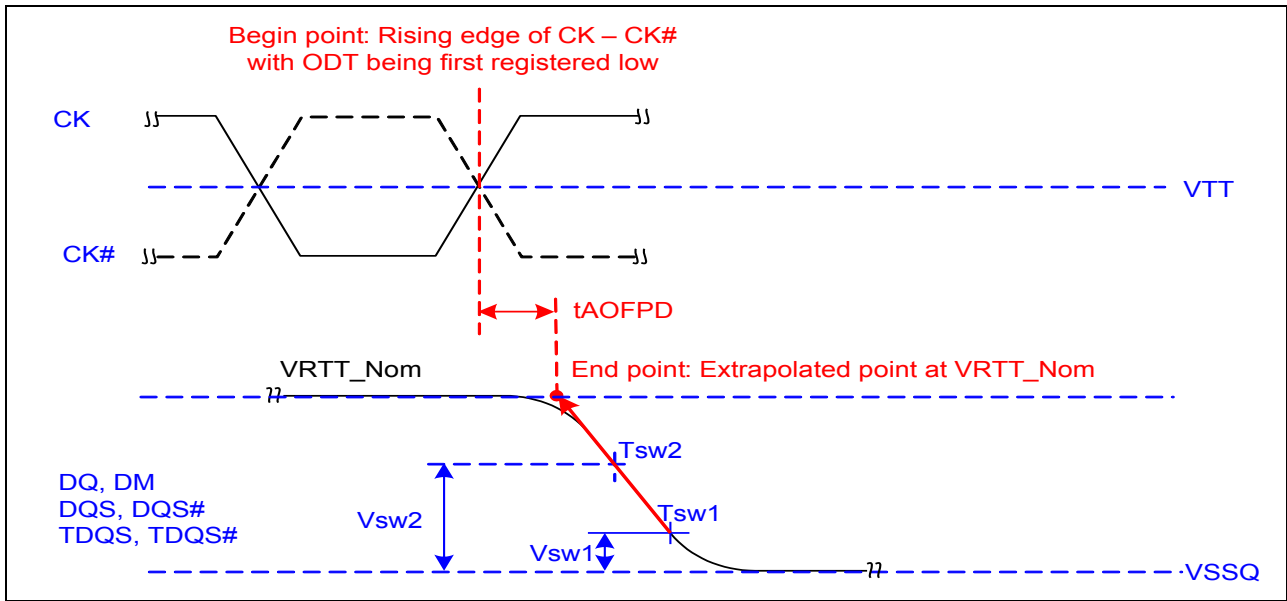 Begin point: Rising edge of CK – CK#
with ODT being first registered low
CK
VTT
CK#
tAOFPD
VRTT_Nom
End point: Extrapolated point at VRTT_Nom
Tsw2
DQ, DM
DQS, DQS#
TDQS, TDQS#
Vsw2
Tsw1
Vsw1
VSSQ